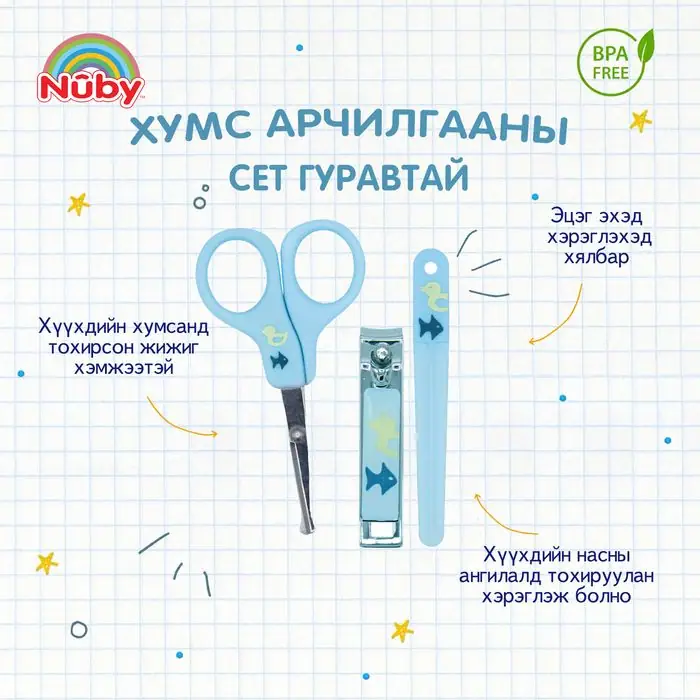 Nûby
BPA
FREE
ХУМС АРЧИЛГААНЫ
СЕТ ГУРАВТАЙ
Эцэг эхэд
хэрэглэхэд
хялбар
Хүүхдийн хумсанд
тохирсон жижиг
хэмжээтэй
Хүүхдийн насны
ангилалд тохируулан
хэрэглэж болно